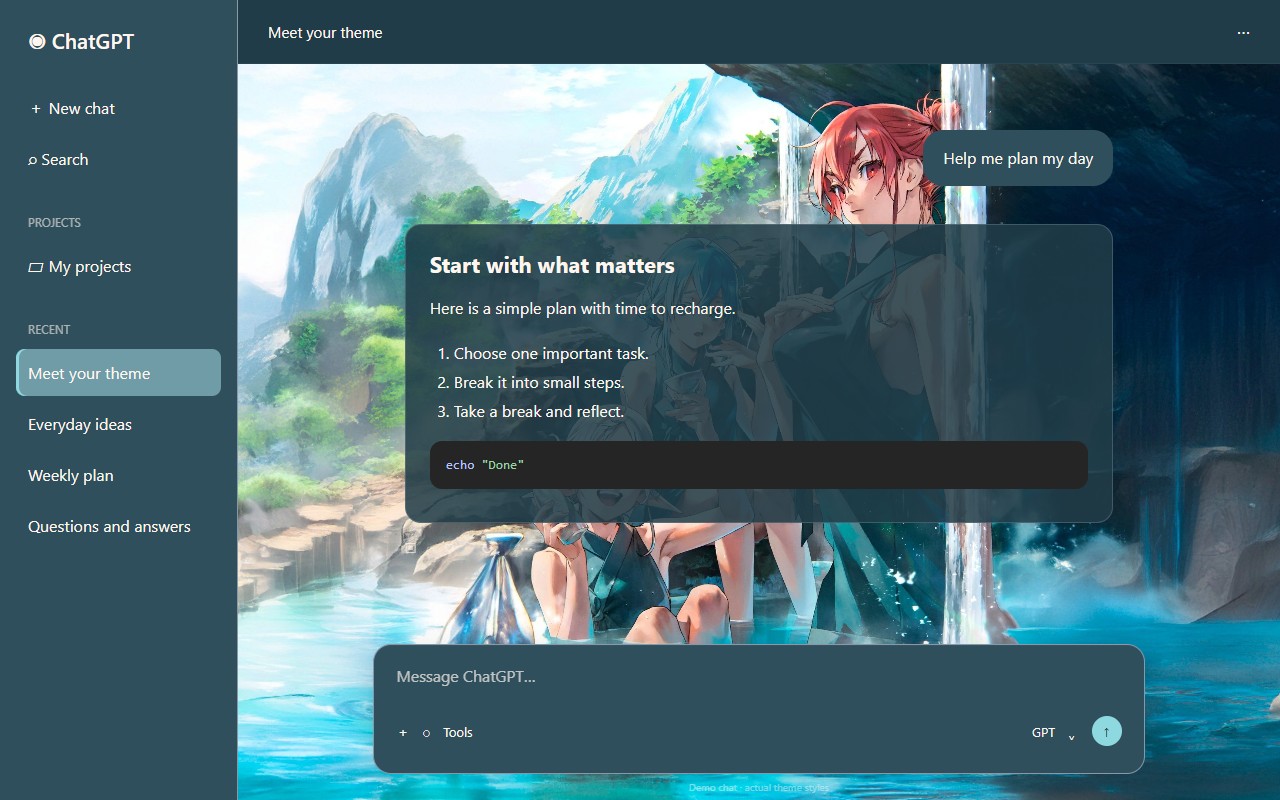 ChatGPT
+ New chat
Search
PROJECTS
My projects
RECENT
Meet your theme
Everyday ideas
Weekly plan
Questions and answers
Meet your theme
...
Help me plan my day
Start with what matters
Here is a simple plan with time to recharge.
1. Choose one important task.
2. Break it into small steps.
3. Take a break and reflect.
echo "Done"
Message ChatGPT...
+ ○ Tools
GPT
Demo chat · actual theme styles